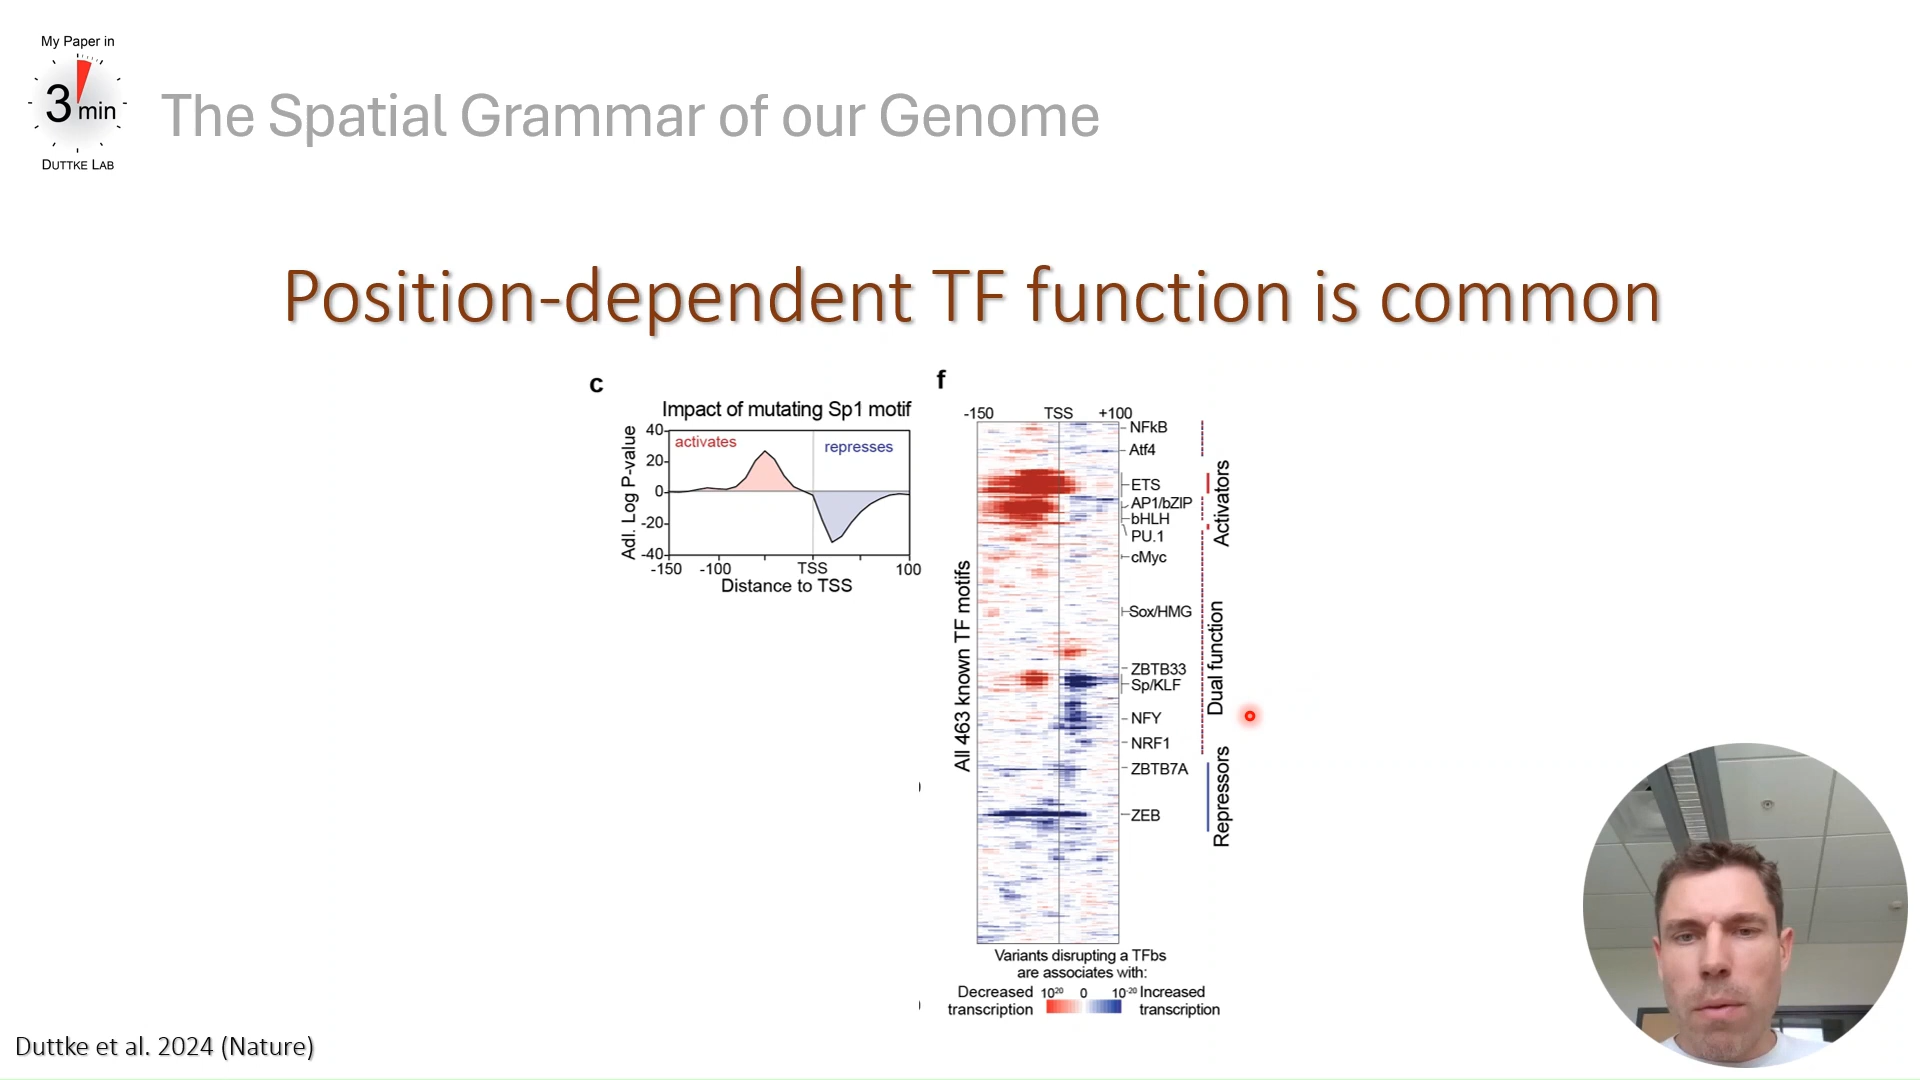 My Paper in
3 min
DUTTKE LAB
The Spatial Grammar of our Genome
Position-dependent TF function is common
c
Impact of mutating Sp1 motif
activates
represses
Adl. Log P-value
40
20
0
-20
-40
-150 -100 TSS 100
Distance to TSS
f
-150 TSS +100
All 463 known TF motifs
NFkB
Atf4
ETS
AP1/bZIP
bHLH
PU.1
cMyc
Sox/HMG
ZBTB33
Sp/KLF
NFY
NRF1
ZBTB7A
ZEB
Activators
Dual function
Repressors
Variants disrupting a TFbs
are associates with:
Decreased 10²⁰ 0 10⁻²⁰ Increased
transcription transcription
Duttke et al. 2024 (Nature)